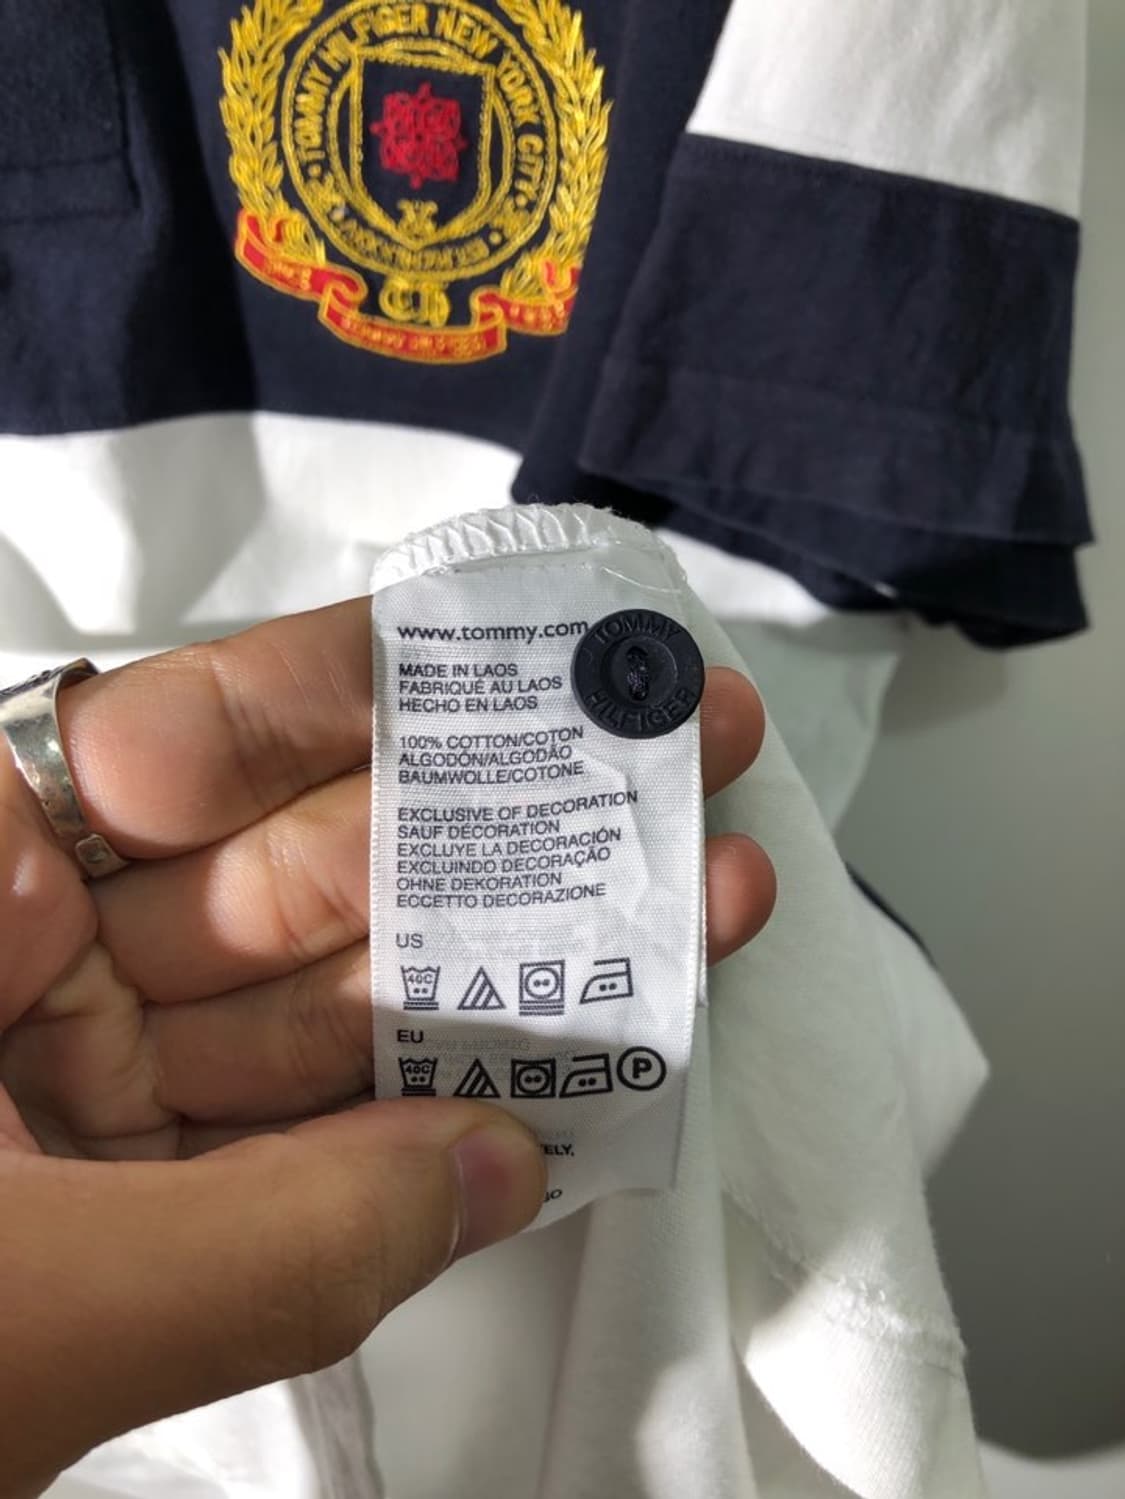 TOMMY HILFIGER NEW YORK CITY
www.tommy.com
TOMMY
HILFIGER
MADE IN LAOS
FABRIQUÉ AU LAOS
HECHO EN LAOS
100% COTTON/COTON
ALGODÓN/ALGODÃO
BAUMWOLLE/COTONE
EXCLUSIVE OF DECORATION
SAUF DÉCORATION
EXCLUYE LA DECORACIÓN
EXCLUINDO DECORAÇÃO
OHNE DEKORATION
ECCETTO DECORAZIONE
US
40C
EU
40C
P